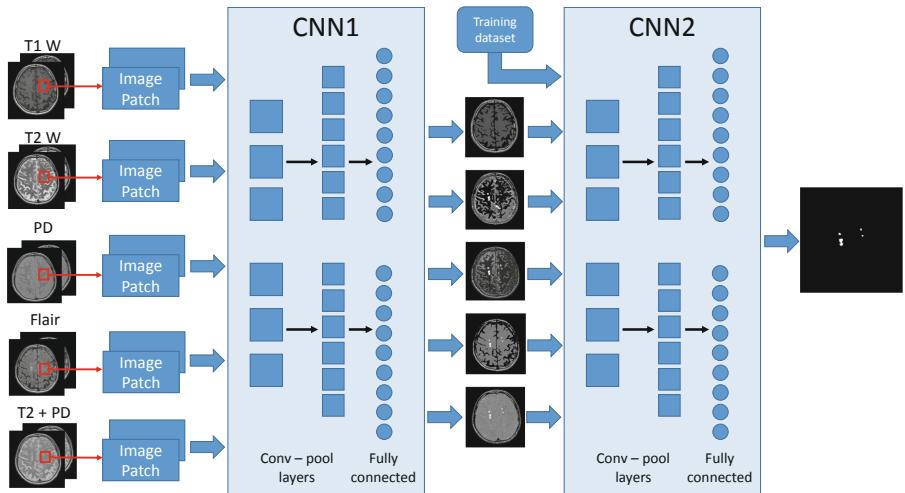 CNN1
CNN2
Training
dataset
T1 W
Image
Patch
T2 W
Image
Patch
PD
Image
Patch
Flair
Image
Patch
T2 + PD
Image
Patch
Conv – pool
layers
Fully
connected
Conv – pool
layers
Fully
connected